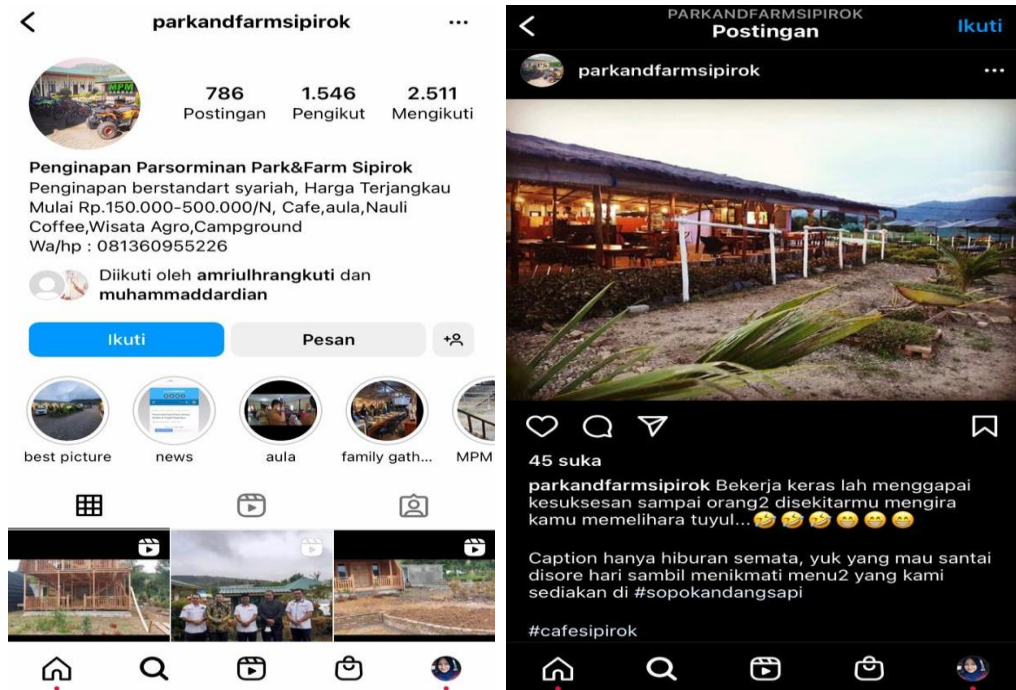 parkandfarmsipirok
MPM
786
1.546
2.511
Postingan
Pengikut
Mengikuti
Penginapan Parsorminan Park&Farm Sipirok
Penginapan berstandart syariah, Harga Terjangkau
Mulai Rp.150.000-500.000/N, Cafe,aula,Nauli
Coffee,Wisata Agro,Campground
Wa/hp : 081360955226
Diikuti oleh amriulhrangkuti dan
muhammaddardian
Ikuti
Pesan
best picture
news
aula
family gath...
MPM
PARKANDFARMSIPIROK
Postingan
Ikuti
parkandfarmsipirok
45 suka
parkandfarmsipirok Bekerja keras lah menggapai
kesuksesan sampai orang2 disekitarmu mengira
kamu memelihara tuyul...🤣🤣🤣😁😁😁
Caption hanya hiburan semata, yuk yang mau santai
disore hari sambil menikmati menu2 yang kami
sediakan di #sopokandangsapi
#cafesipirok